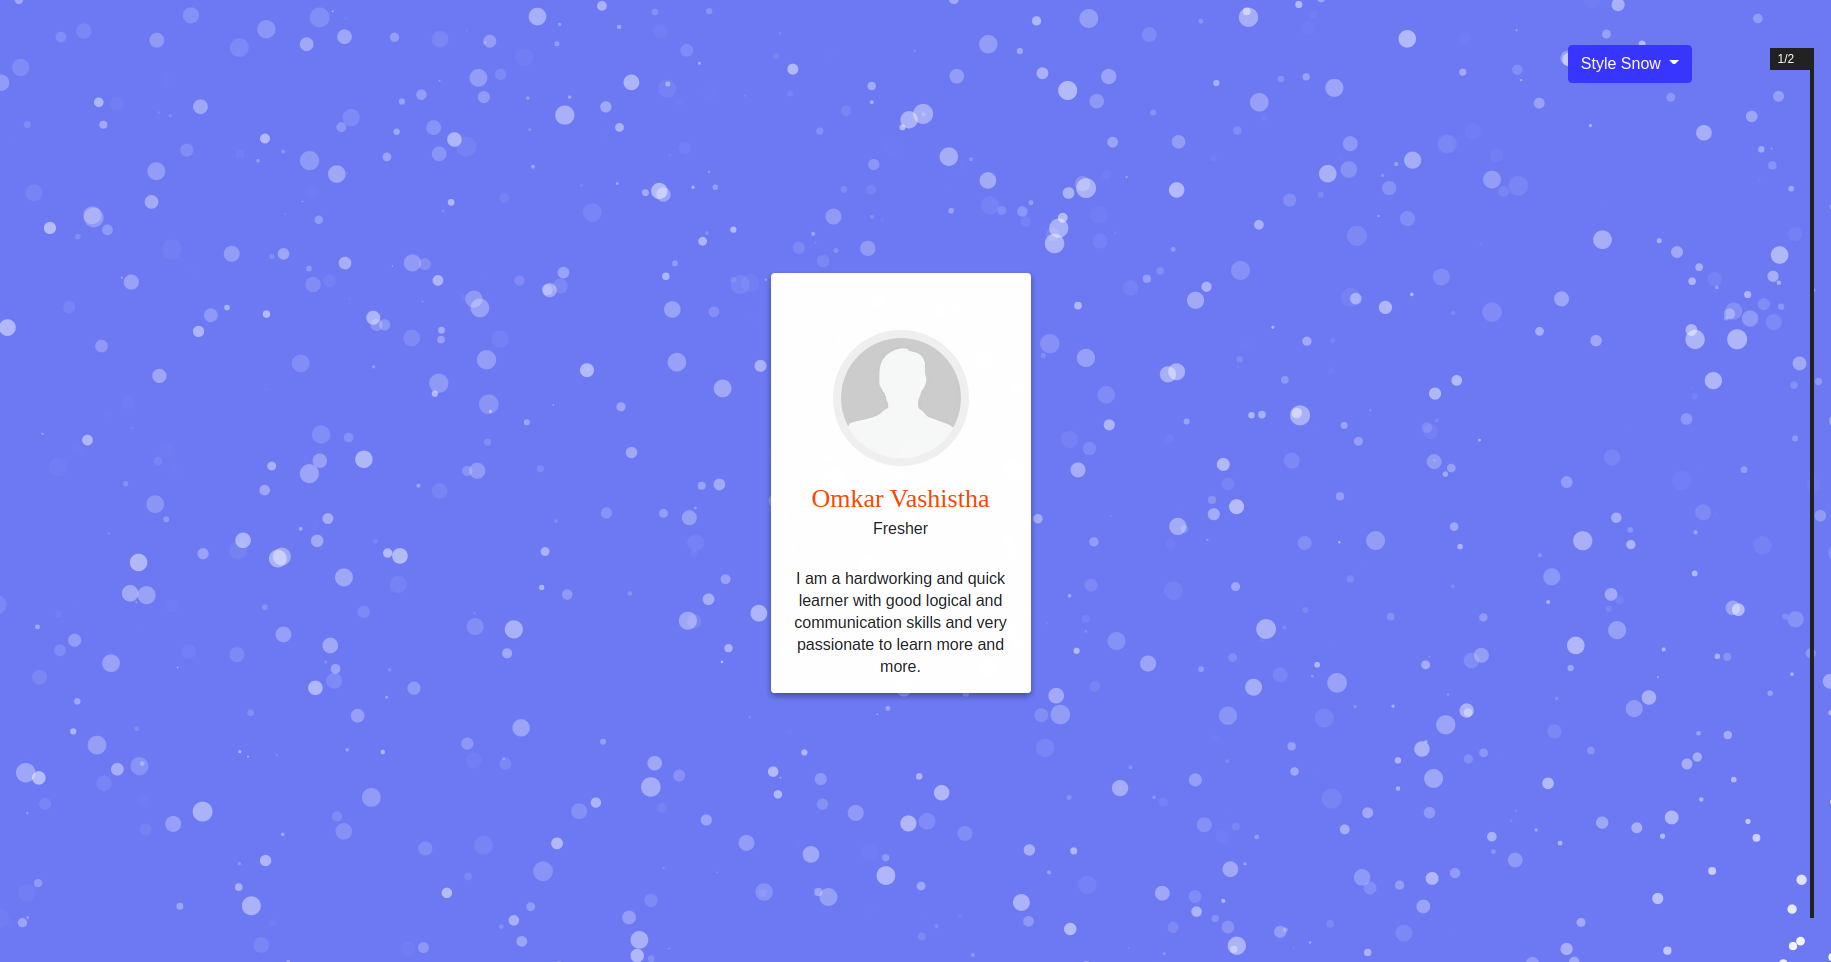 Style Snow
1/2
Omkar Vashistha
Fresher
I am a hardworking and quick
learner with good logical and
communication skills and very
passionate to learn more and
more.